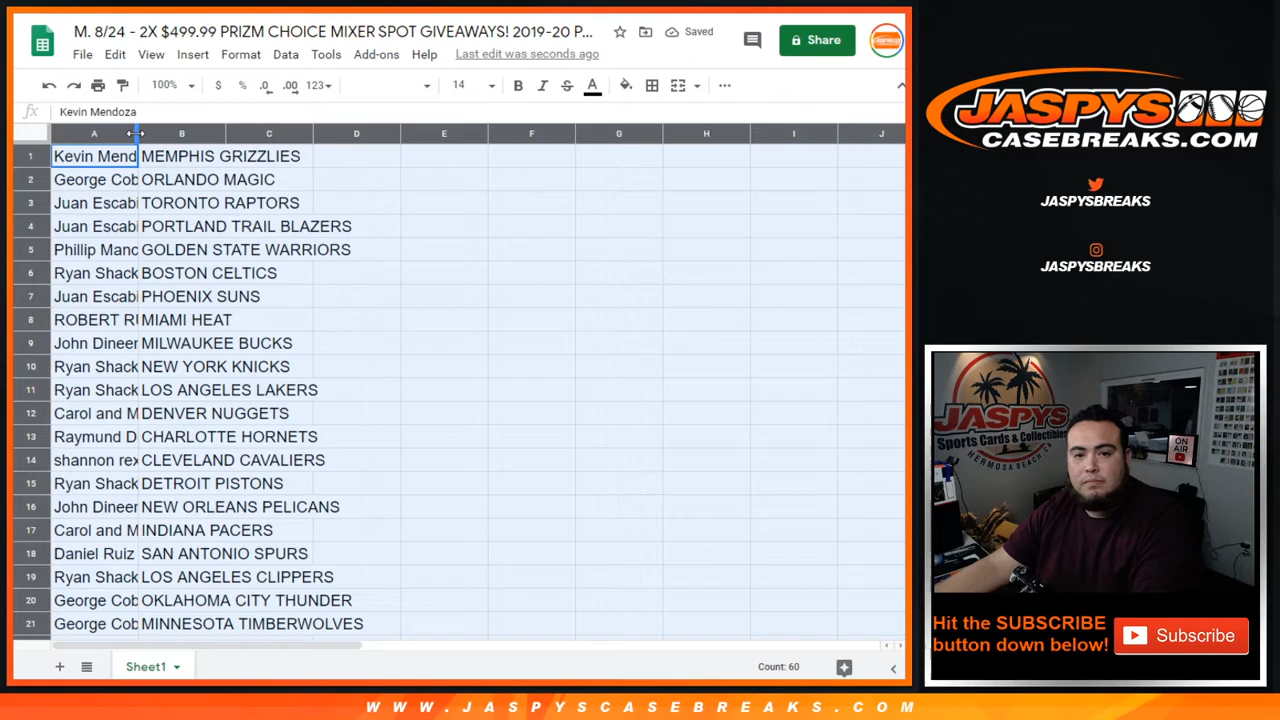 M. 8/24 - 2X $499.99 PRIZM CHOICE MIXER SPOT GIVEAWAYS! 2019-20 P...
Saved
Share
File Edit View Insert Format Data Tools Add-ons Help Last edit was seconds ago
100% $ % .0 .00 123 14 B I S A ...
fx Kevin Mendoza
A B C D E F G H I J
1 Kevin Mend MEMPHIS GRIZZLIES
2 George Cob ORLANDO MAGIC
3 Juan Escabi TORONTO RAPTORS
4 Juan Escabi PORTLAND TRAIL BLAZERS
5 Phillip Manc GOLDEN STATE WARRIORS
6 Ryan Shack BOSTON CELTICS
7 Juan Escabi PHOENIX SUNS
8 ROBERT RU MIAMI HEAT
9 John Dineer MILWAUKEE BUCKS
10 Ryan Shack NEW YORK KNICKS
11 Ryan Shack LOS ANGELES LAKERS
12 Carol and M DENVER NUGGETS
13 Raymund D CHARLOTTE HORNETS
14 shannon rex CLEVELAND CAVALIERS
15 Ryan Shack DETROIT PISTONS
16 John Dineer NEW ORLEANS PELICANS
17 Carol and M INDIANA PACERS
18 Daniel Ruiz SAN ANTONIO SPURS
19 Ryan Shack LOS ANGELES CLIPPERS
20 George Cob OKLAHOMA CITY THUNDER
21 George Cob MINNESOTA TIMBERWOLVES
Sheet1
Count: 60
JASPYS
CASEBREAKS.COM
JASPYSBREAKS
JASPYSBREAKS
JASPYS
Sports Cards & Collectibles
HERMOSA BEACH CA
ON
AIR
Hit the SUBSCRIBE
button down below!
Subscribe
WWW.JASPYSCASEBREAKS.COM